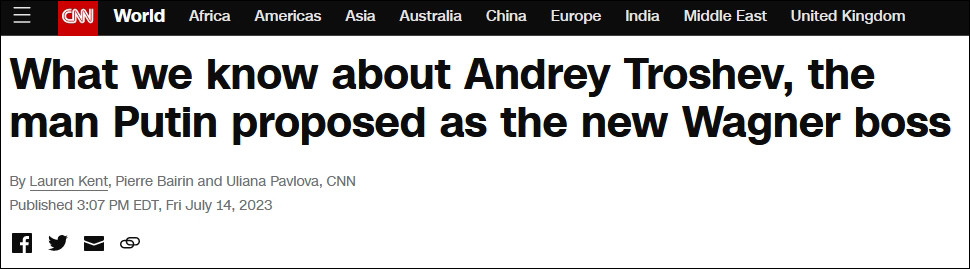 CNN World Africa Americas Asia Australia China Europe India Middle East United Kingdom
What we know about Andrey Troshev, the
man Putin proposed as the new Wagner boss
By Lauren Kent, Pierre Bairin and Uliana Pavlova, CNN
Published 3:07 PM EDT, Fri July 14, 2023